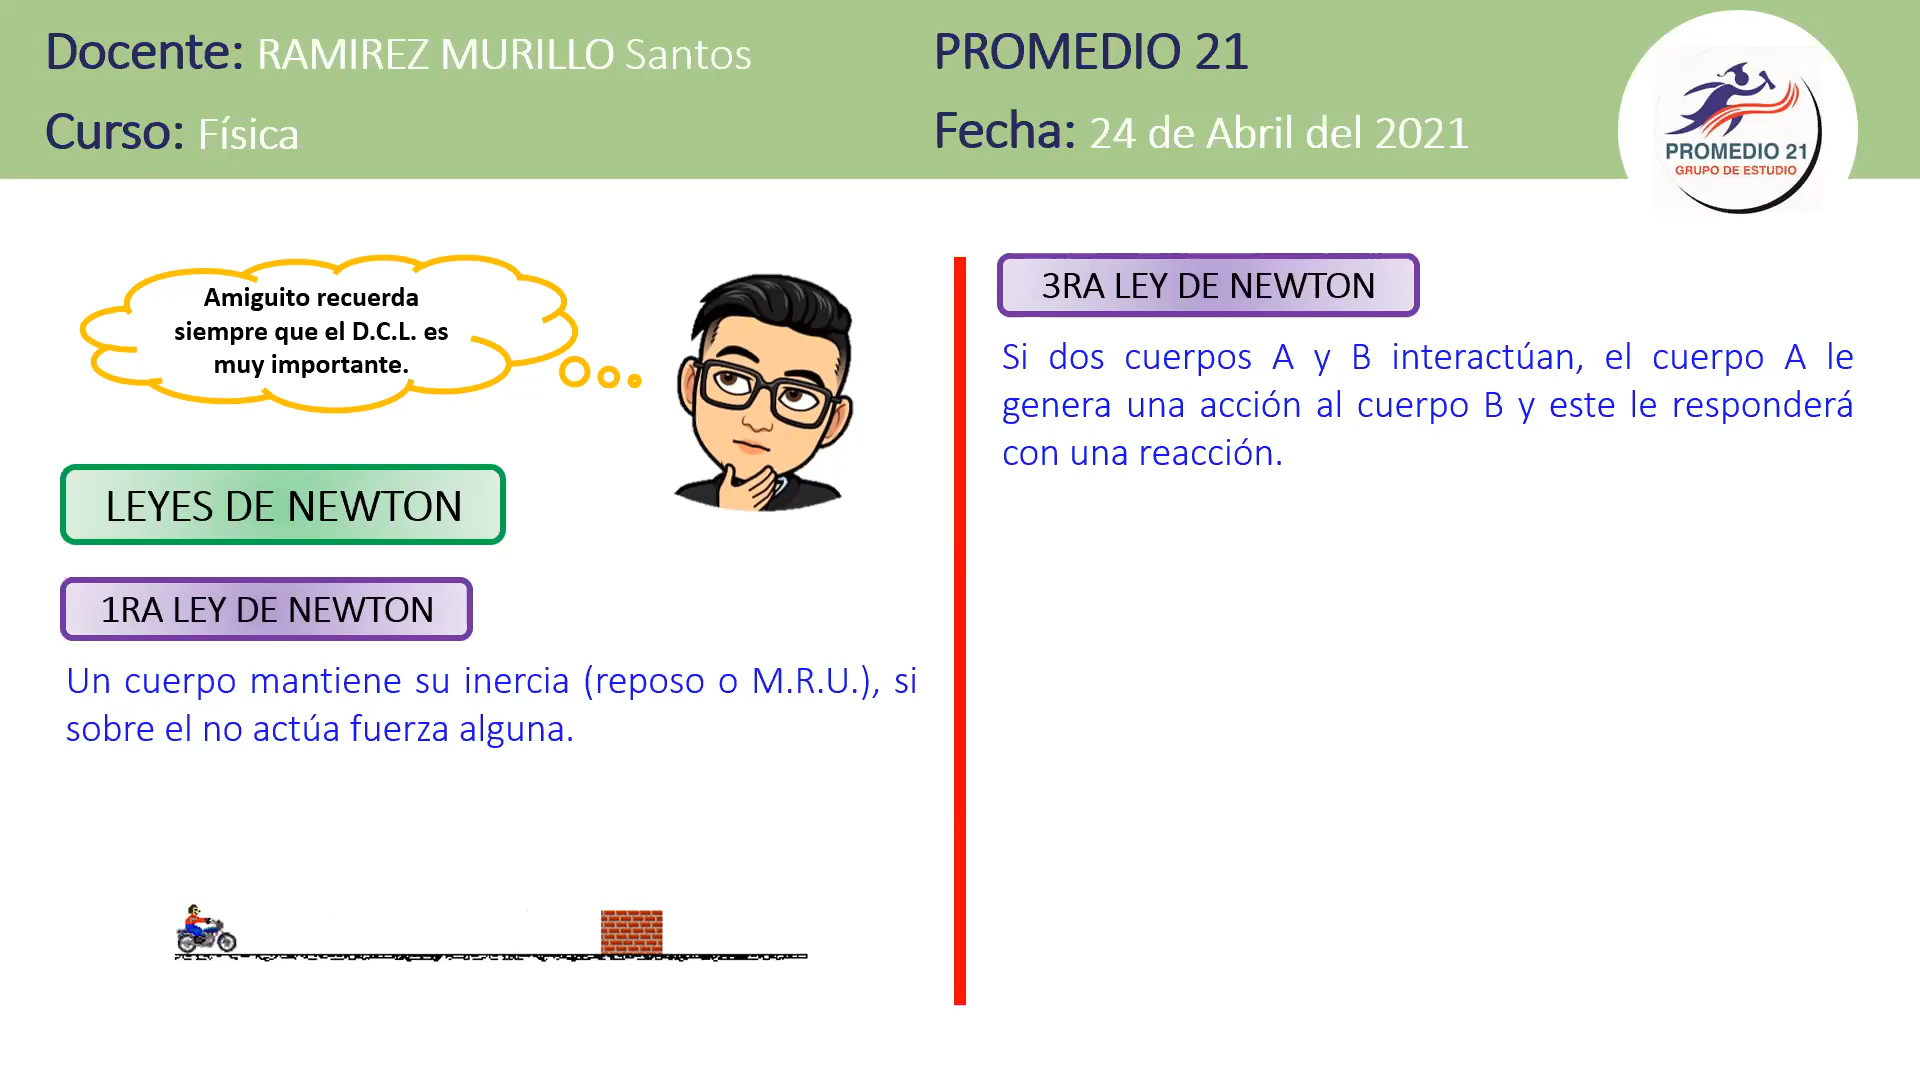 Docente: RAMIREZ MURILLO Santos
PROMEDIO 21
Curso: Física
Fecha: 24 de Abril del 2021
PROMEDIO 21
GRUPO DE ESTUDIO
Amiguito recuerda
siempre que el D.C.L. es
muy importante.
LEYES DE NEWTON
1RA LEY DE NEWTON
Un cuerpo mantiene su inercia (reposo o M.R.U.), si
sobre el no actúa fuerza alguna.
3RA LEY DE NEWTON
Si dos cuerpos A y B interactúan, el cuerpo A le
genera una acción al cuerpo B y este le responderá
con una reacción.